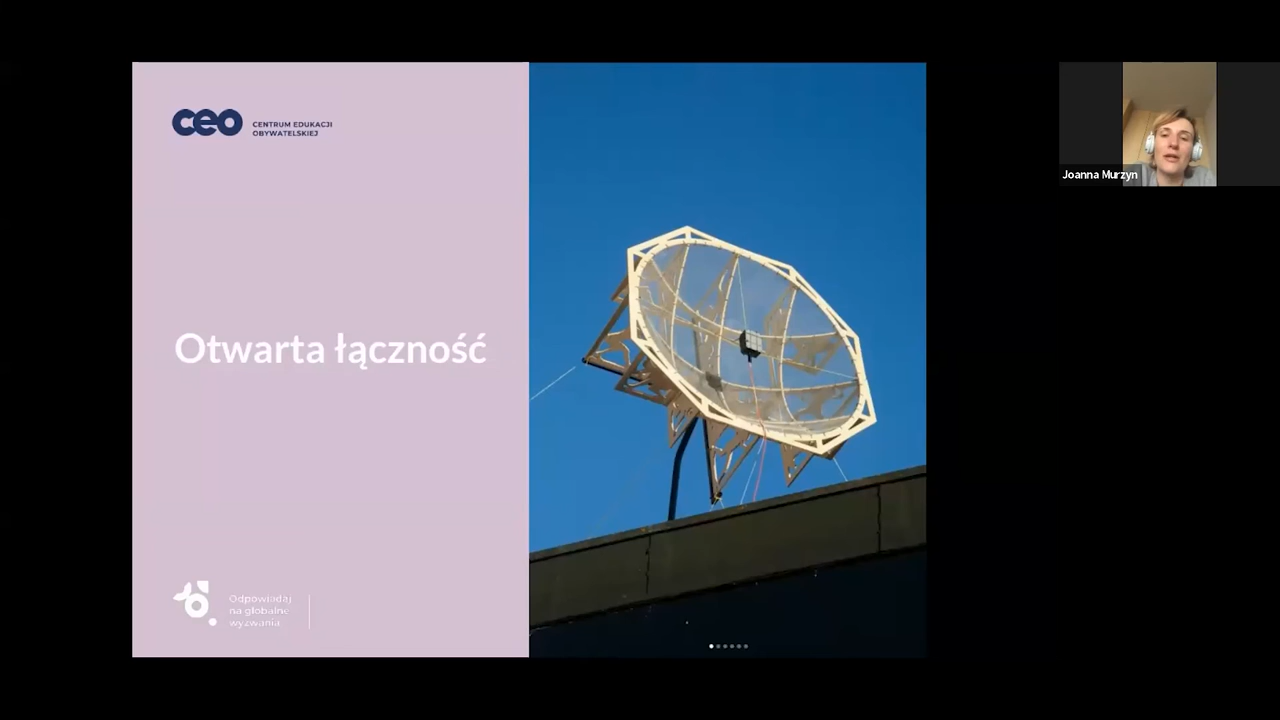 ceo
CENTRUM EDUKACJI
OBYWATELSKIEJ
Otwarta łączność
Odpowiadaj
na globalne
wyzwania
Joanna Murzyn